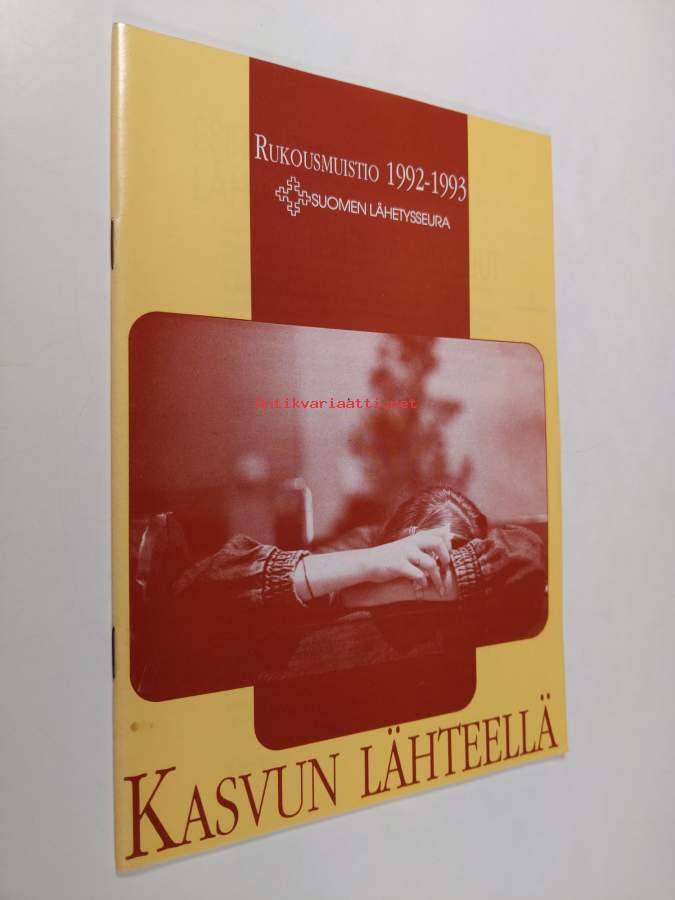 RUKOUSMUISTIO 1992-1993
SUOMEN LÄHETYSSEURA
Antikvariaatti.net
KASVUN LÄHTEELLÄ